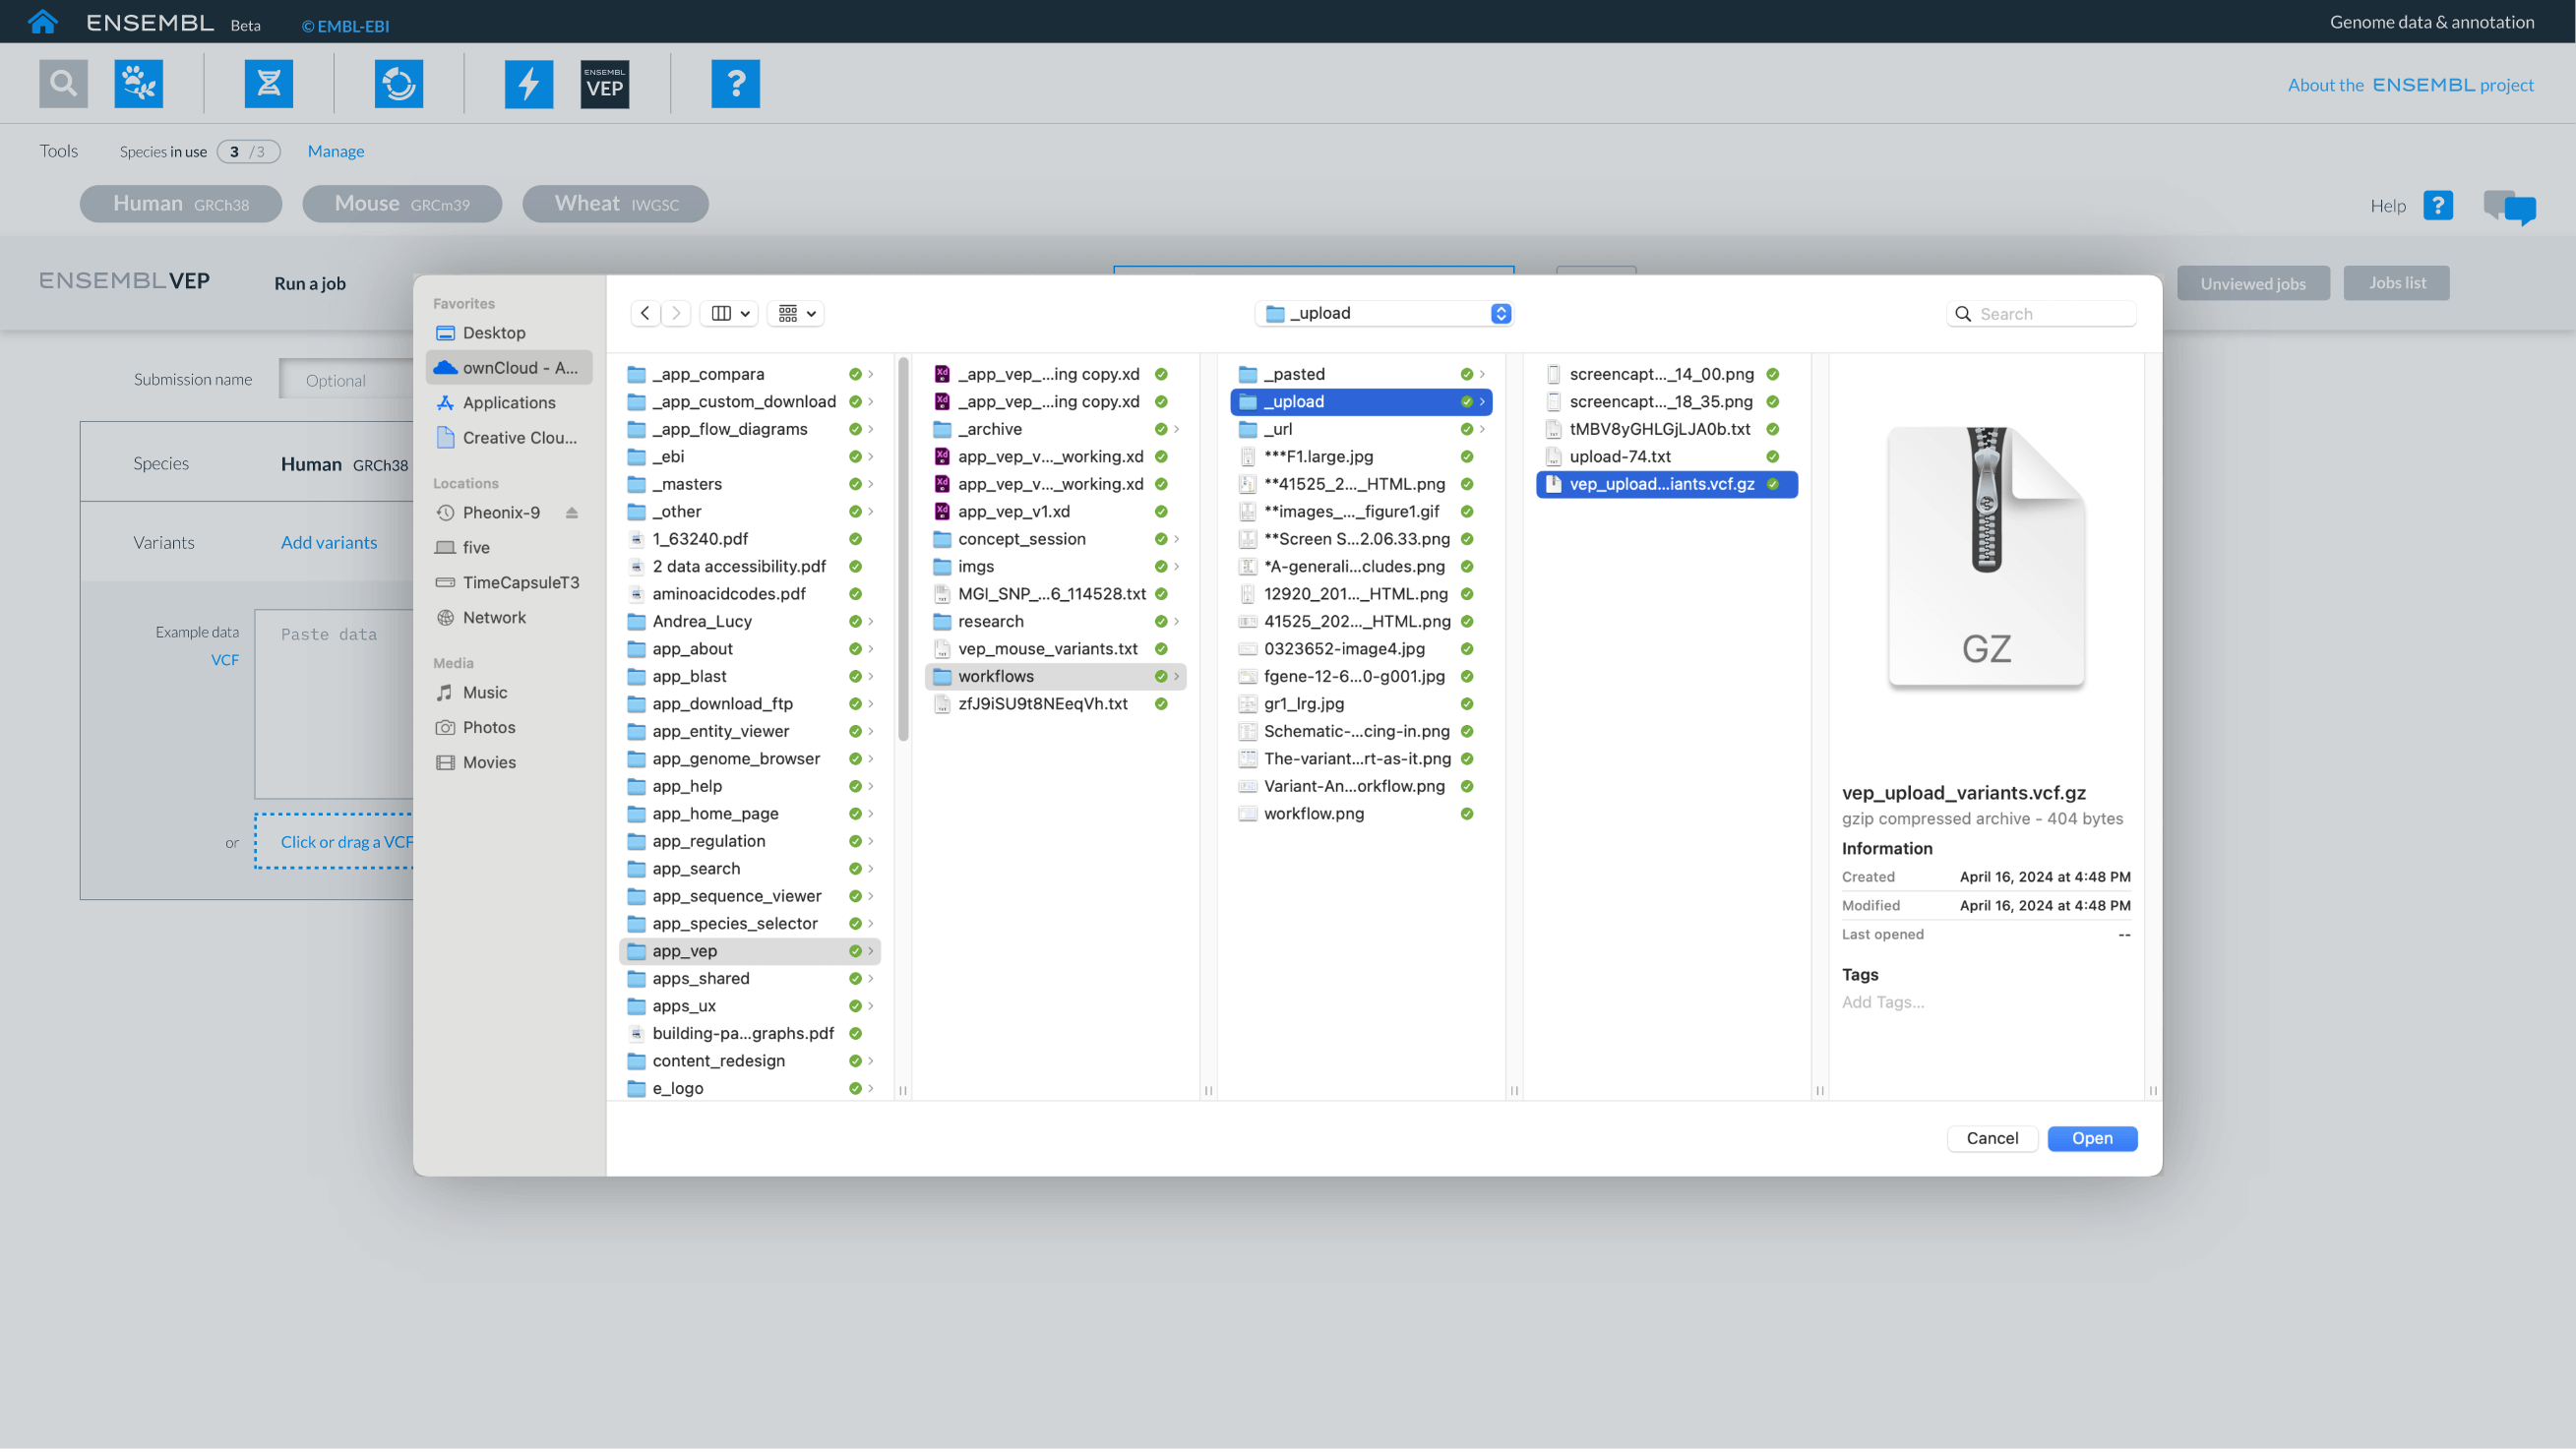 ENSEMBL Beta © EMBL-EBI Genome data & annotation
ENSEMBL VEP ? About the ENSEMBL project
Tools Species in use 3 /3 Manage
Human GRCh38 Mouse GRCm39 Wheat IWGSC Help ?
ENSEMBLVEP Run a job Unviewed jobs Jobs list
Submission name Optional
Species Human GRCh38
Variants Add variants
Example data Paste data
VCF
or Click or drag a VCF
Favorites
Desktop
ownCloud - A...
Applications
Creative Clou...
Locations
Pheonix-9
five
TimeCapsuleT3
Network
Media
Music
Photos
Movies
_upload Search
_app_compara
_app_custom_download
_app_flow_diagrams
_ebi
_masters
_other
1_63240.pdf
2 data accessibility.pdf
aminoacidcodes.pdf
Andrea_Lucy
app_about
app_blast
app_download_ftp
app_entity_viewer
app_genome_browser
app_help
app_home_page
app_regulation
app_search
app_sequence_viewer
app_species_selector
app_vep
apps_shared
apps_ux
building-pa...graphs.pdf
content_redesign
e_logo
_app_vep_...ing copy.xd
_app_vep_...ing copy.xd
_archive
app_vep_v..._working.xd
app_vep_v..._working.xd
app_vep_v1.xd
concept_session
imgs
MGI_SNP_...6_114528.txt
research
vep_mouse_variants.txt
workflows
zfJ9iSU9t8NEeqVh.txt
_pasted
_upload
_url
***F1.large.jpg
**41525_2..._HTML.png
**images_..._figure1.gif
**Screen S...2.06.33.png
*A-generali...cludes.png
12920_201..._HTML.png
41525_202..._HTML.png
0323652-image4.jpg
fgene-12-6...0-g001.jpg
gr1_lrg.jpg
Schematic-...cing-in.png
The-variant...rt-as-it.png
Variant-An...orkflow.png
workflow.png
screencapt..._14_00.png
screencapt..._18_35.png
tMBV8yGHLGjLJA0b.txt
upload-74.txt
vep_upload...iants.vcf.gz
GZ
vep_upload_variants.vcf.gz
gzip compressed archive - 404 bytes
Information
Created April 16, 2024 at 4:48 PM
Modified April 16, 2024 at 4:48 PM
Last opened --
Tags
Add Tags...
Cancel Open